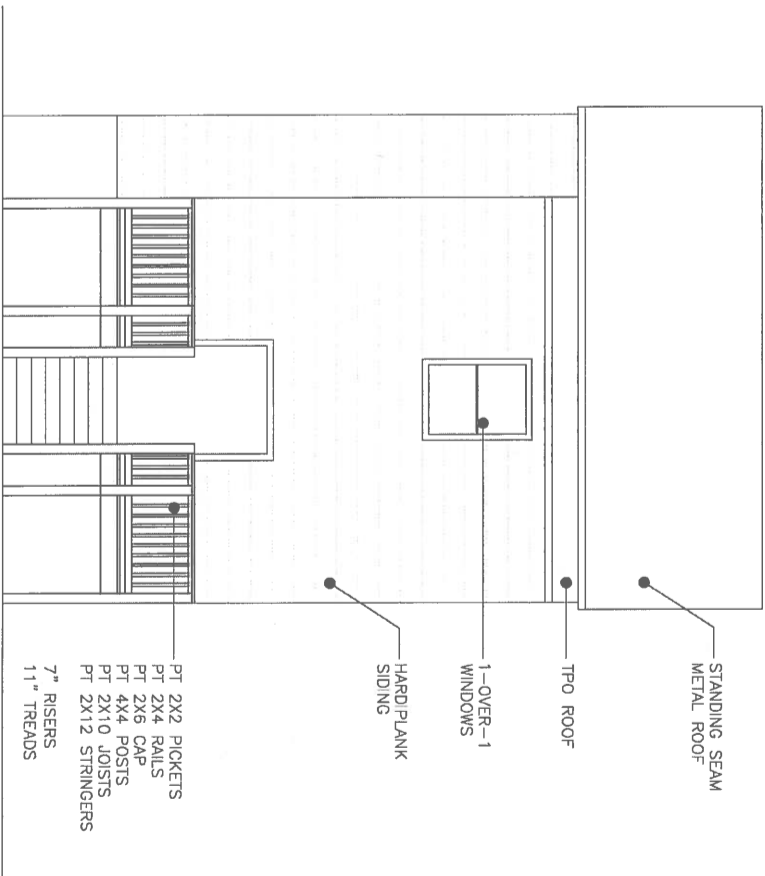 STANDING SEAM
METAL ROOF
TPO ROOF
1-OVER-1
WINDOWS
HARDIPLANK
SIDING
PT 2X2 PICKETS
PT 2X4 RAILS
PT 2X6 CAP
PT 4X4 POSTS
PT 2X10 JOISTS
PT 2X12 STRINGERS
7" RISERS
11" TREADS